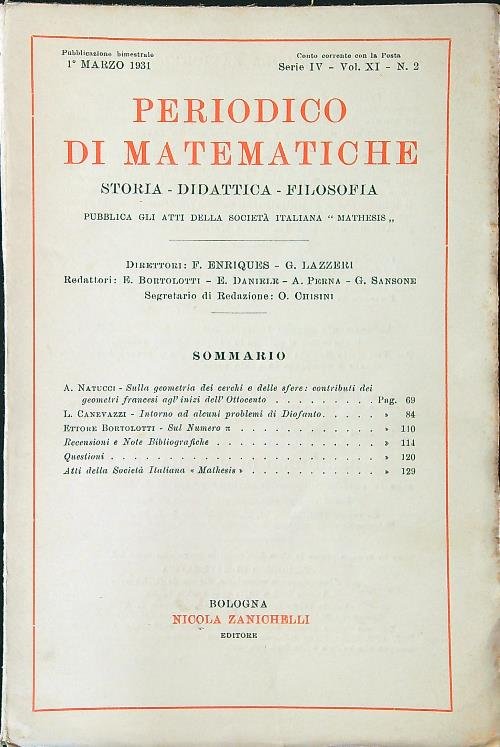 Pubblicazione bimestrale
1° MARZO 1931
Conto corrente con la Posta
Serie IV - Vol. XI - N. 2
PERIODICO
DI MATEMATICHE
STORIA - DIDATTICA - FILOSOFIA
PUBBLICA GLI ATTI DELLA SOCIETÀ ITALIANA “ MATHESIS „
DIRETTORI: F. ENRIQUES - G. LAZZERI
Redattori: E. BORTOLOTTI - E. DANIELE - A. PERNA - G. SANSONE
Segretario di Redazione: O. CHISINI
SOMMARIO
A. NATUCCI - Sulla geometria dei cerchi e delle sfere: contributi dei
geometri francesi agl' inizi dell' Ottocento . . . . . . . . . Pag. 69
L. CANEVAZZI - Intorno ad alcuni problemi di Diofanto . . . . . » 84
ETTORE BORTOLOTTI - Sul Numero π . . . . . . . . . . . . . » 110
Recensioni e Note Bibliografiche . . . . . . . . . . . . . . » 114
Questioni . . . . . . . . . . . . . . . . . . . . . . . » 120
Atti della Società Italiana « Mathesis » . . . . . . . . . . . » 129
BOLOGNA
NICOLA ZANICHELLI
EDITORE